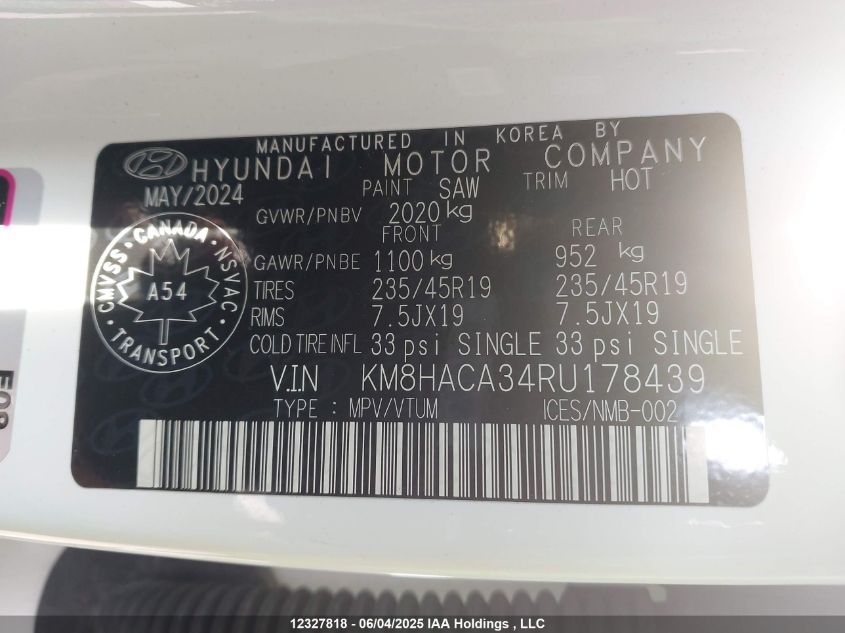 MANUFACTURED IN KOREA BY
HYUNDAI MOTOR COMPANY
MAY/2024 PAINT SAW TRIM HOT
GVWR/PNBV 2020 kg
FRONT REAR
GAWR/PNBE 1100 kg 952 kg
TIRES 235/45R19 235/45R19
RIMS 7.5JX19 7.5JX19
COLD TIRE INFL 33 psi SINGLE 33 psi SINGLE
V.I.N KM8HACA34RU178439
TYPE : MPV/VTUM ICES/NMB-002
CMVSS CANADA NSVAC
A54
TRANSPORT
E08
12327818 - 06/04/2025 IAA Holdings , LLC